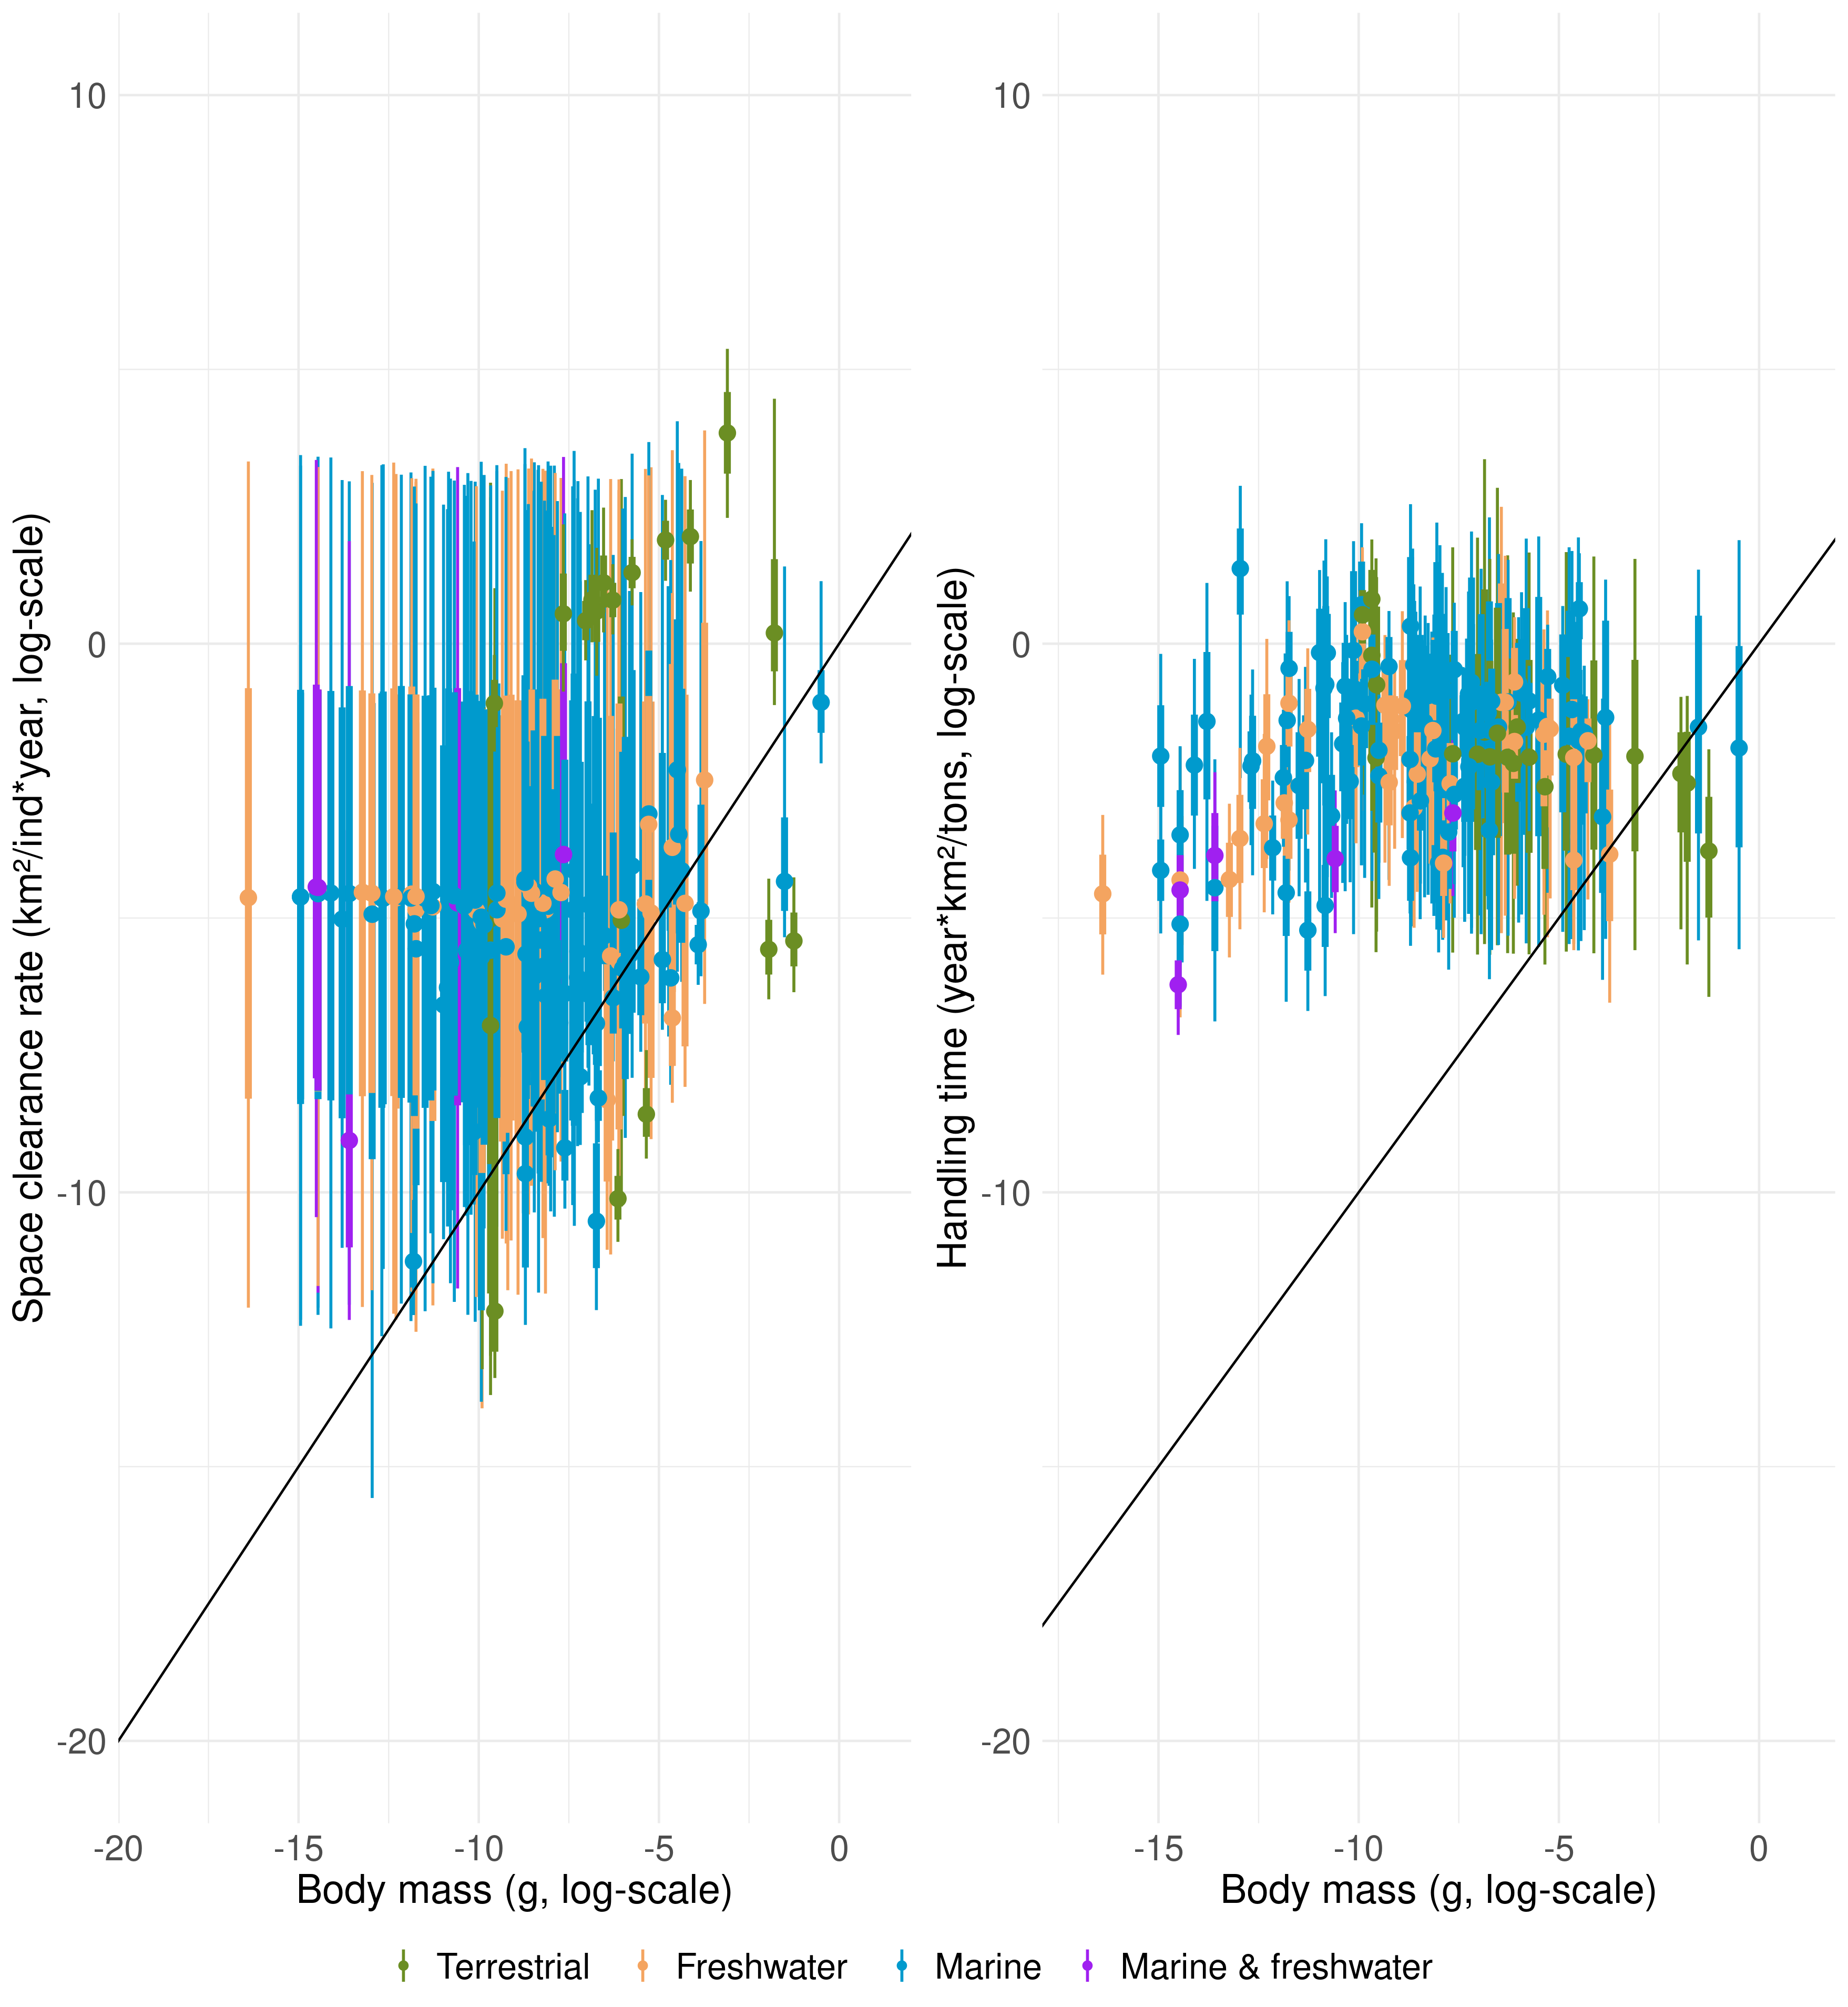 Space clearance rate (km²/ind*year, log-scale)
10
0
-10
-20
-20
-15
-10
-5
0
Body mass (g, log-scale)
Handling time (year*km²/tons, log-scale)
10
0
-10
-20
-15
-10
-5
0
Body mass (g, log-scale)
Terrestrial
Freshwater
Marine
Marine & freshwater